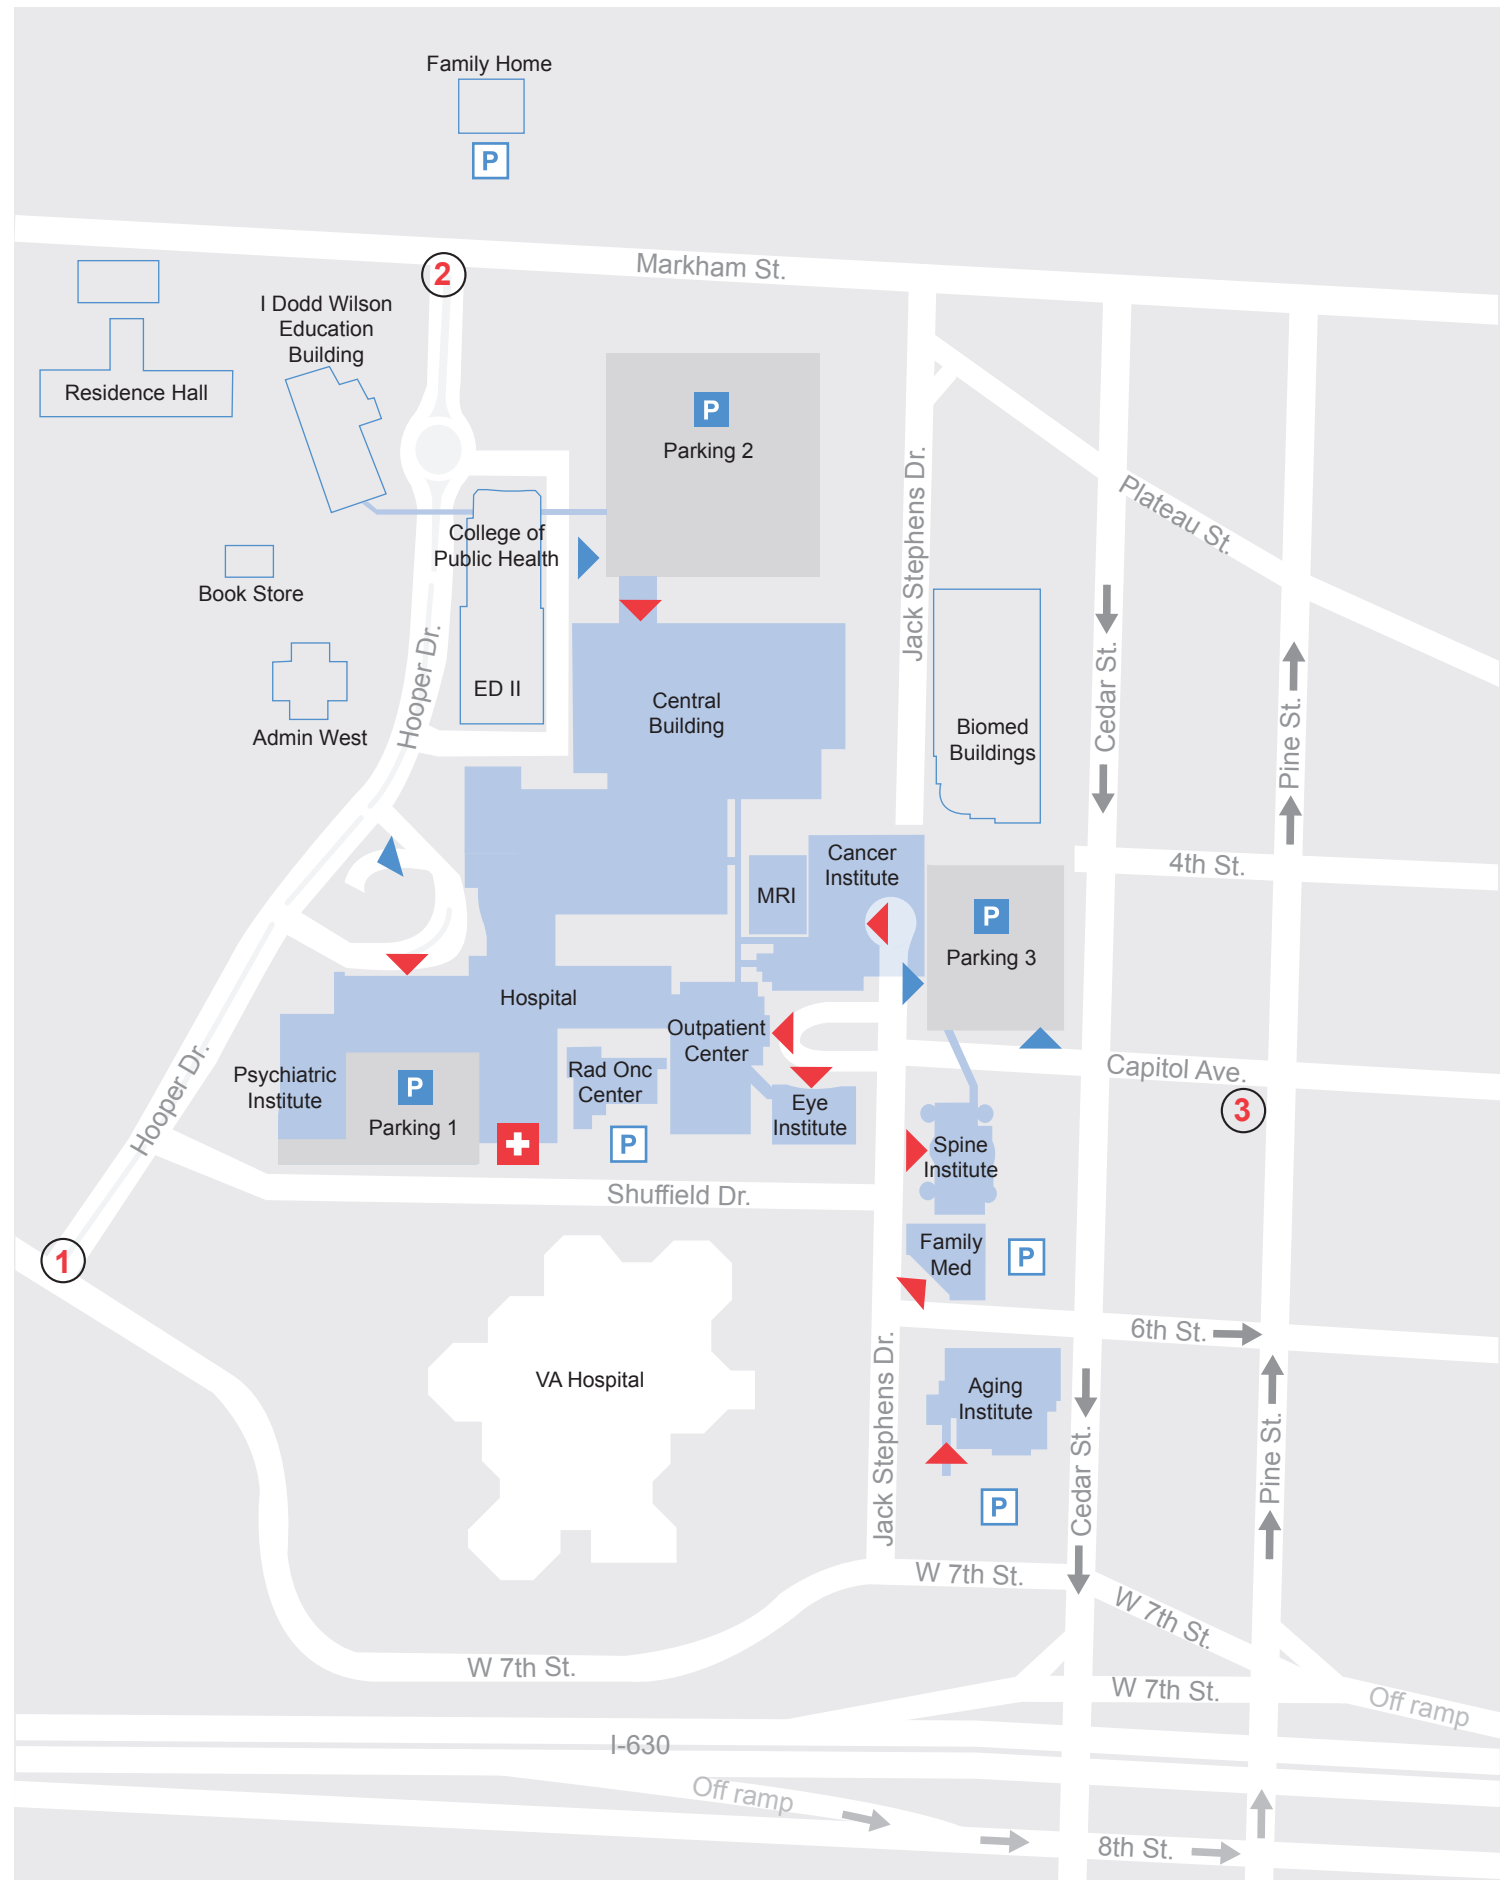 Family Home
P
Markham St.
2
I Dodd Wilson
Education
Building
Residence Hall
P
Parking 2
Jack Stephens Dr.
Plateau St.
College of
Public Health
Book Store
Hooper Dr.
ED II
Central
Building
Admin West
Biomed
Buildings
Cedar St.
Pine St.
Cancer
Institute
4th St.
MRI
P
Parking 3
Hospital
Outpatient
Center
Capitol Ave.
3
Hooper Dr.
Psychiatric
Institute
P
Parking 1
Rad Onc
Center
P
Eye
Institute
Spine
Institute
Shuffield Dr.
1
Family
Med
P
6th St.
VA Hospital
Jack Stephens Dr.
Aging
Institute
P
Cedar St.
Pine St.
W 7th St.
W 7th St.
W 7th St.
W 7th St.
Off ramp
I-630
Off ramp
8th St.